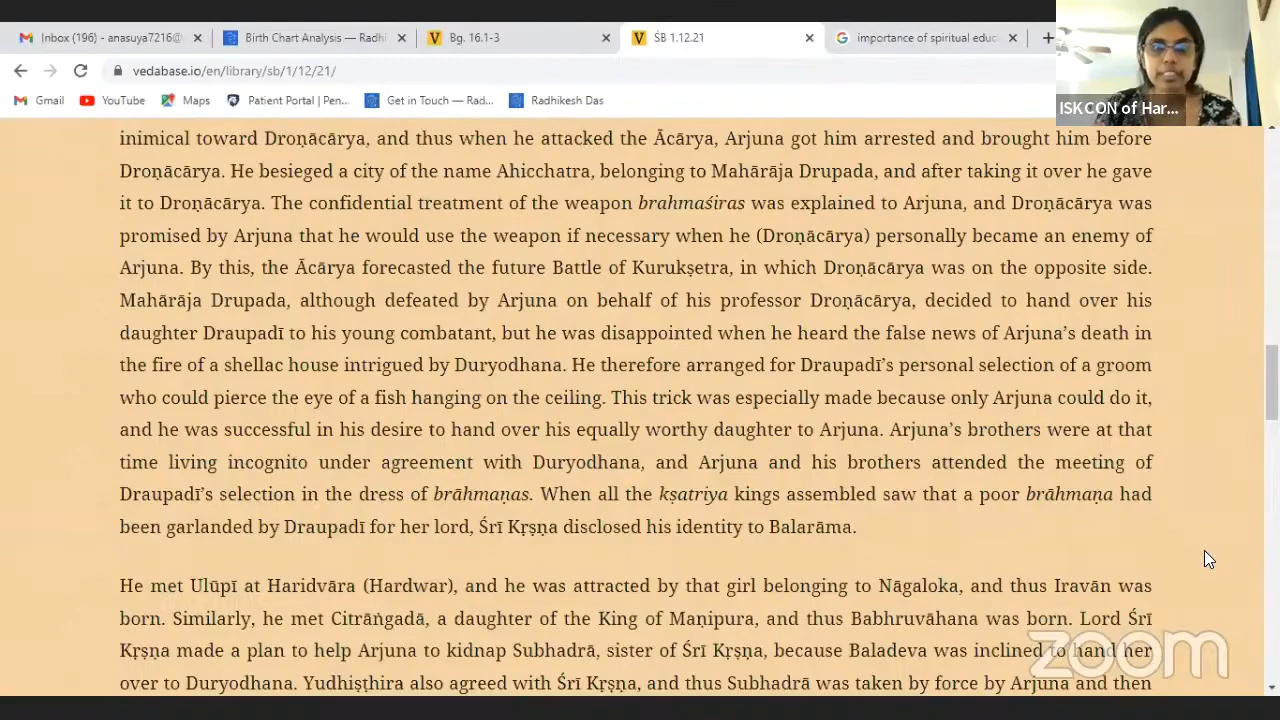 Inbox (196) - anasuya7216@
Birth Chart Analysis — Radhi
Bg. 16.1-3
ŚB 1.12.21
importance of spiritual educ
vedabase.io/en/library/sb/1/12/21/
Gmail
YouTube
Maps
Patient Portal | Pen...
Get in Touch — Rad...
Radhikesh Das
ISKCON of Har...
inimical toward Droṇācārya, and thus when he attacked the Ācārya, Arjuna got him arrested and brought him before
Droṇācārya. He besieged a city of the name Ahicchatra, belonging to Mahārāja Drupada, and after taking it over he gave
it to Droṇācārya. The confidential treatment of the weapon brahmaśiras was explained to Arjuna, and Droṇācārya was
promised by Arjuna that he would use the weapon if necessary when he (Droṇācārya) personally became an enemy of
Arjuna. By this, the Ācārya forecasted the future Battle of Kurukṣetra, in which Droṇācārya was on the opposite side.
Mahārāja Drupada, although defeated by Arjuna on behalf of his professor Droṇācārya, decided to hand over his
daughter Draupadī to his young combatant, but he was disappointed when he heard the false news of Arjuna’s death in
the fire of a shellac house intrigued by Duryodhana. He therefore arranged for Draupadī’s personal selection of a groom
who could pierce the eye of a fish hanging on the ceiling. This trick was especially made because only Arjuna could do it,
and he was successful in his desire to hand over his equally worthy daughter to Arjuna. Arjuna’s brothers were at that
time living incognito under agreement with Duryodhana, and Arjuna and his brothers attended the meeting of
Draupadī’s selection in the dress of brāhmaṇas. When all the kṣatriya kings assembled saw that a poor brāhmaṇa had
been garlanded by Draupadī for her lord, Śrī Kṛṣṇa disclosed his identity to Balarāma.
He met Ulūpī at Haridvāra (Hardwar), and he was attracted by that girl belonging to Nāgaloka, and thus Iravān was
born. Similarly, he met Citrāṅgadā, a daughter of the King of Maṇipura, and thus Babhruvāhana was born. Lord Śrī
Kṛṣṇa made a plan to help Arjuna to kidnap Subhadrā, sister of Śrī Kṛṣṇa, because Baladeva was inclined to hand her
over to Duryodhana. Yudhiṣṭhira also agreed with Śrī Kṛṣṇa, and thus Subhadrā was taken by force by Arjuna and then
zoom